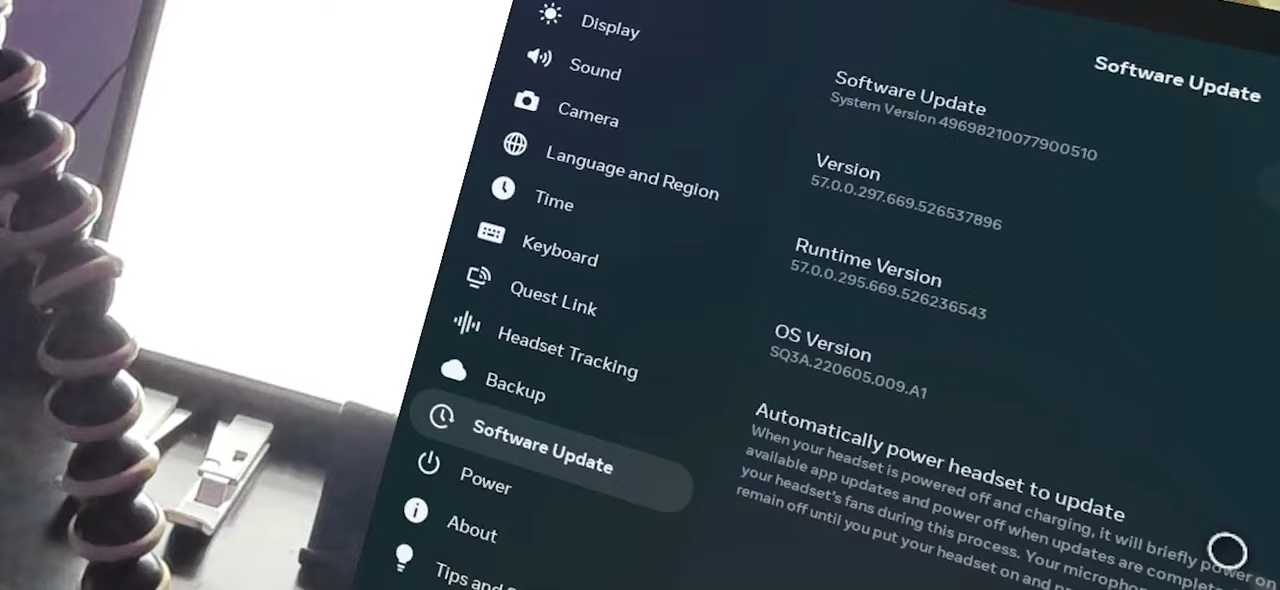 Display
Sound
Camera
Language and Region
Time
Keyboard
Quest Link
Headset Tracking
Backup
Software Update
Power
About
Tips and
Software Update
Software Update
System Version 49698210077900510
Version
57.0.0.297.669.526537896
Runtime Version
57.0.0.295.669.526236543
OS Version
SQ3A.220605.009.A1
Automatically power headset to update
When your headset is powered off and charging, it will briefly power on
available app updates and power off when updates are complete
your headset's fans during this process. Your
remain off until you put your headset on and